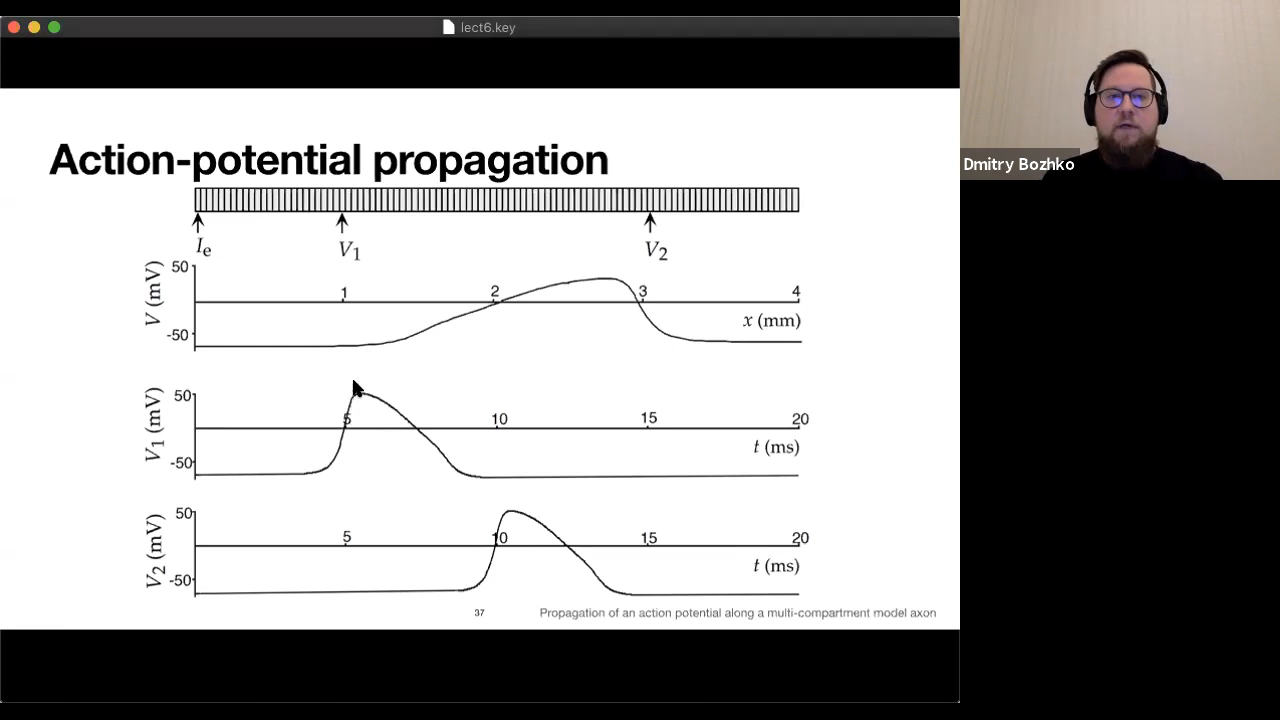 lect6.key
Dmitry Bozhko
Action-potential propagation
Ie V1 V2
50
V (mV)
-50
1 2 3 4
x (mm)
50
V1 (mV)
-50
5 10 15 20
t (ms)
50
V2 (mV)
-50
5 10 15 20
t (ms)
37
Propagation of an action potential along a multi-compartment model axon